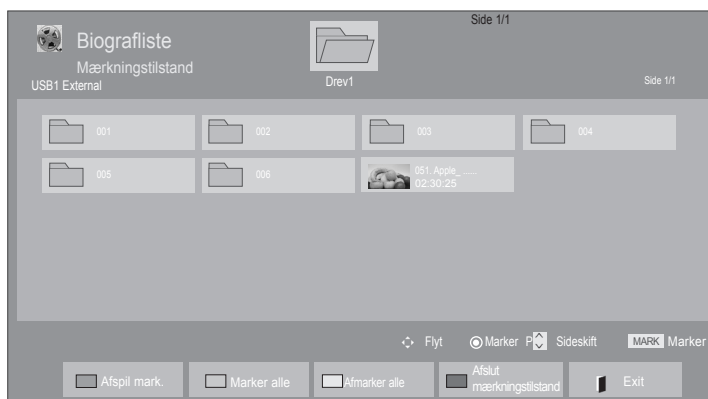 Side 1/1
Biografliste
Mærkningstilstand
USB1 External
Drev1
Side 1/1
001
002
003
004
005
006
051. Apple_ ......
02:30:25
Flyt
Marker
P
Sideskift
MARK
Marker
Afspil mark.
Marker alle
Afmarker alle
Afslut
mærkningstilstand
Exit